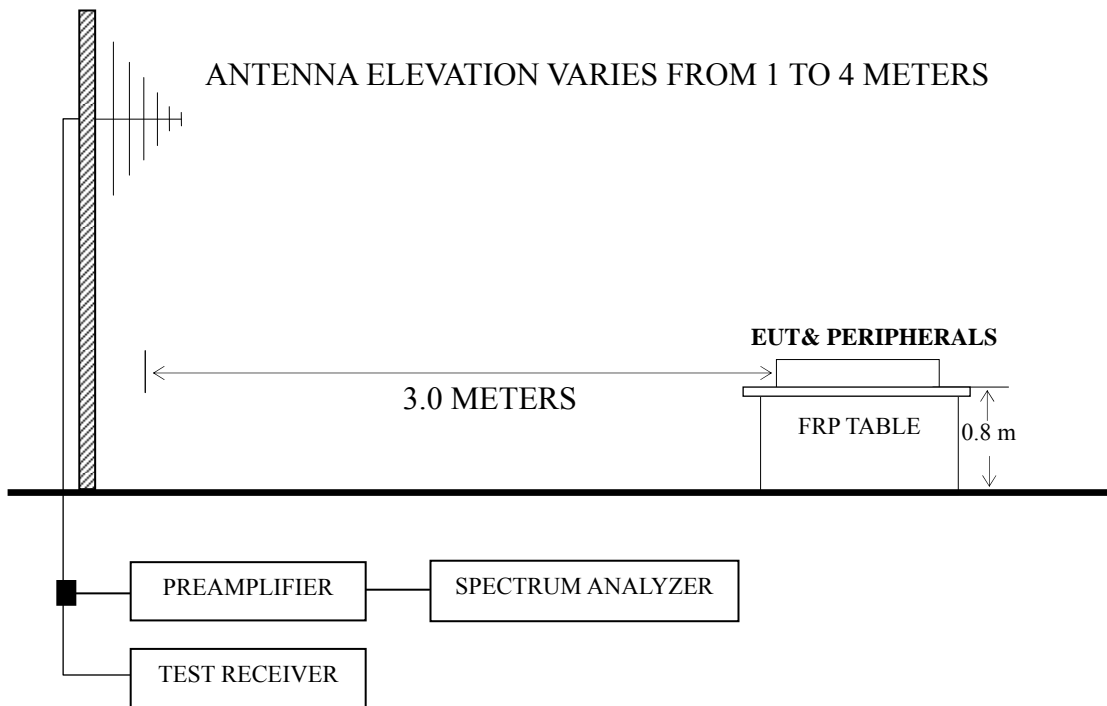 ANTENNA ELEVATION VARIES FROM 1 TO 4 METERS
EUT& PERIPHERALS
3.0 METERS
FRP TABLE
0.8 m
PREAMPLIFIER
SPECTRUM ANALYZER
TEST RECEIVER